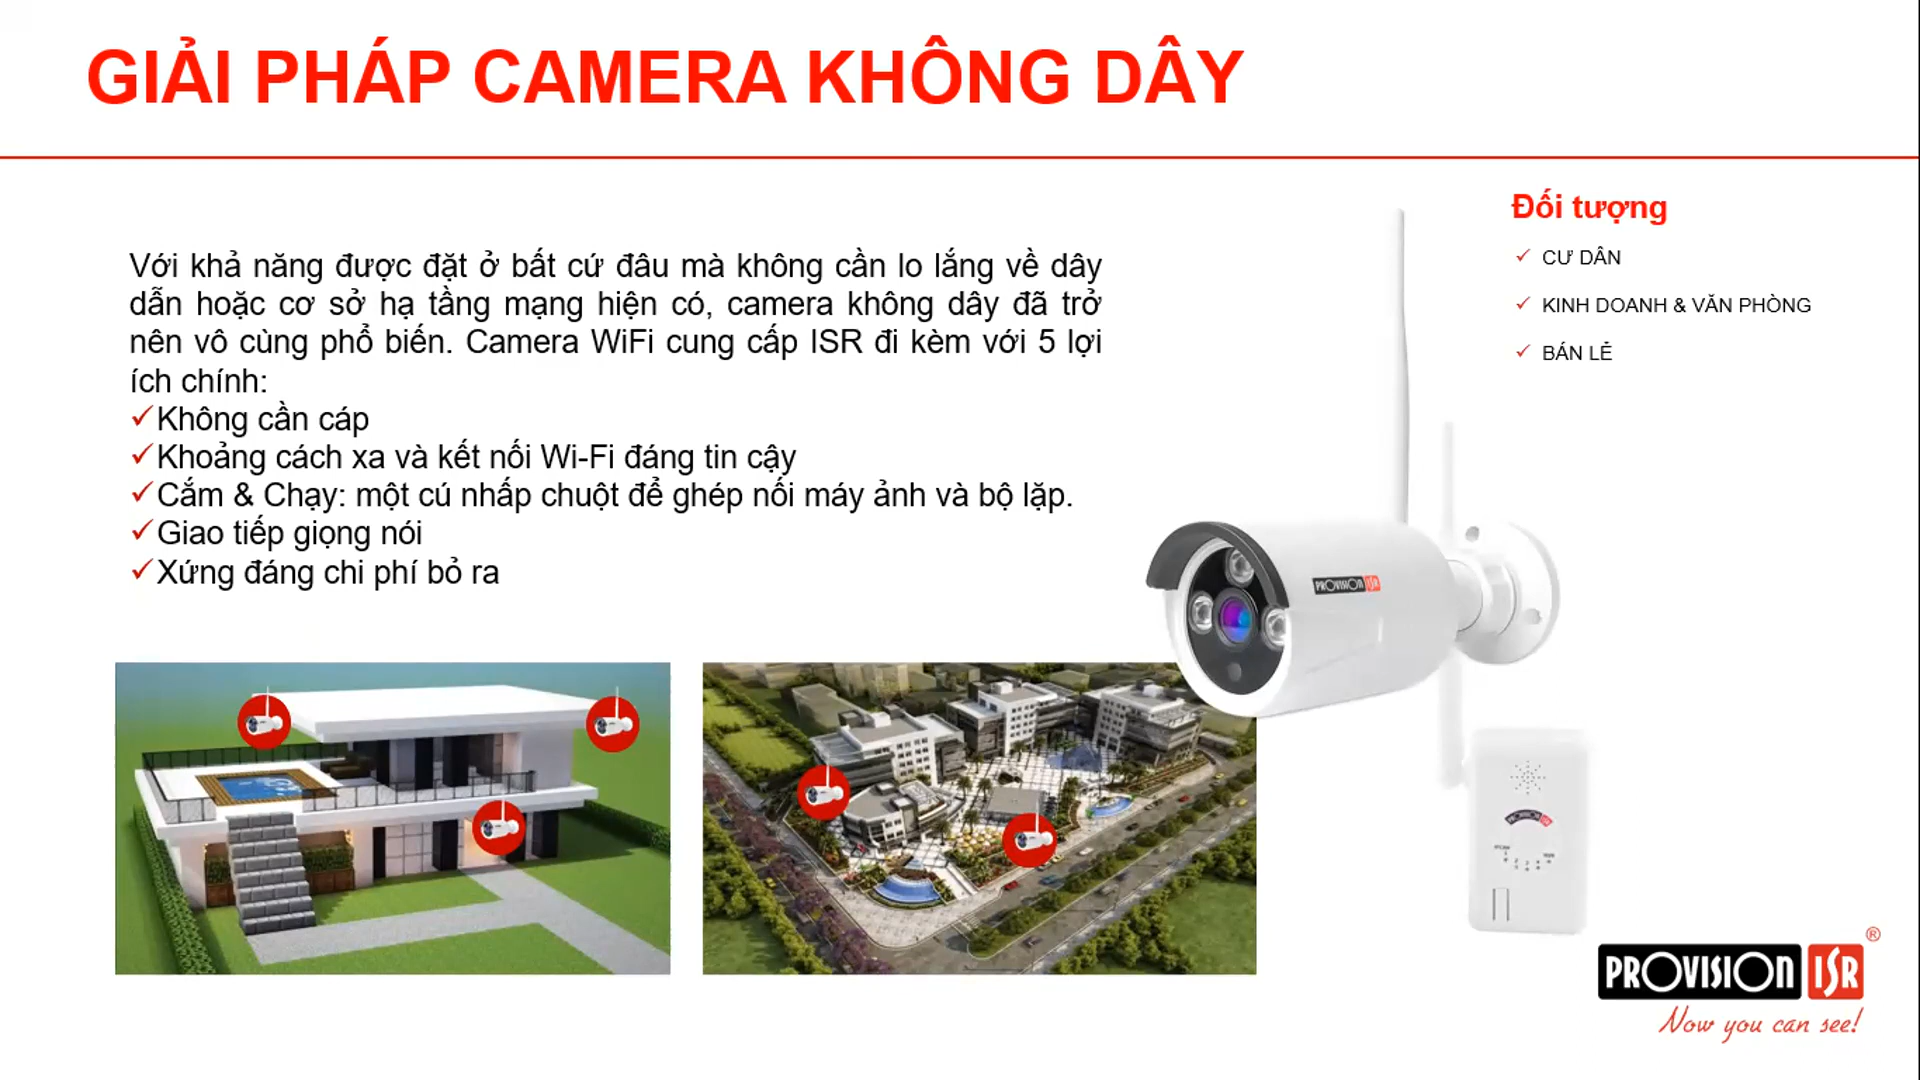 GIẢI PHÁP CAMERA KHÔNG DÂY
Với khả năng được đặt ở bất cứ đâu mà không cần lo lắng về dây
dẫn hoặc cơ sở hạ tầng mạng hiện có, camera không dây đã trở
nên vô cùng phổ biến. Camera WiFi cung cấp ISR đi kèm với 5 lợi
ích chính:
✓Không cần cáp
✓Khoảng cách xa và kết nối Wi-Fi đáng tin cậy
✓Cắm & Chạy: một cú nhấp chuột để ghép nối máy ảnh và bộ lặp.
✓Giao tiếp giọng nói
✓Xứng đáng chi phí bỏ ra
Đối tượng
✓ CƯ DÂN
✓ KINH DOANH & VĂN PHÒNG
✓ BÁN LẺ
PROVISION ISR
PROVISION ISR
PROVISION ISR®
Now you can see!